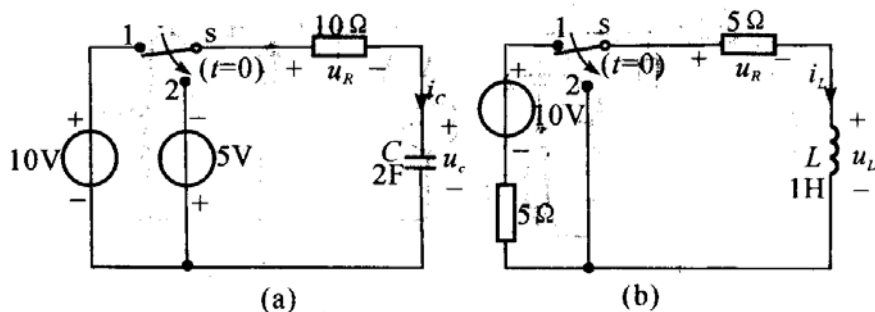 1 s 10Ω
(t=0) + u_R −
2 i_C
+ − +
10V 5V C u_c
2F
− + −
(a)
1 s 5Ω
+ (t=0) + u_R − i_L
10V 2 +
− L u_L
1H −
5Ω
(b)